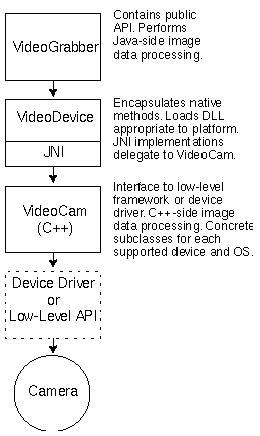 VideoGrabber
Contains public
API. Performs
Java-side image
data processing.
VideoDevice
JNI
Encapsulates native
methods. Loads DLL
appropriate to platform.
JNI implementations
delegate to VideoCam.
VideoCam
(C++)
Interface to low-level
framework or device
driver. C++-side image
data processing. Concrete
subclasses for each
supported device and OS.
Device Driver
or
Low-Level API
Camera